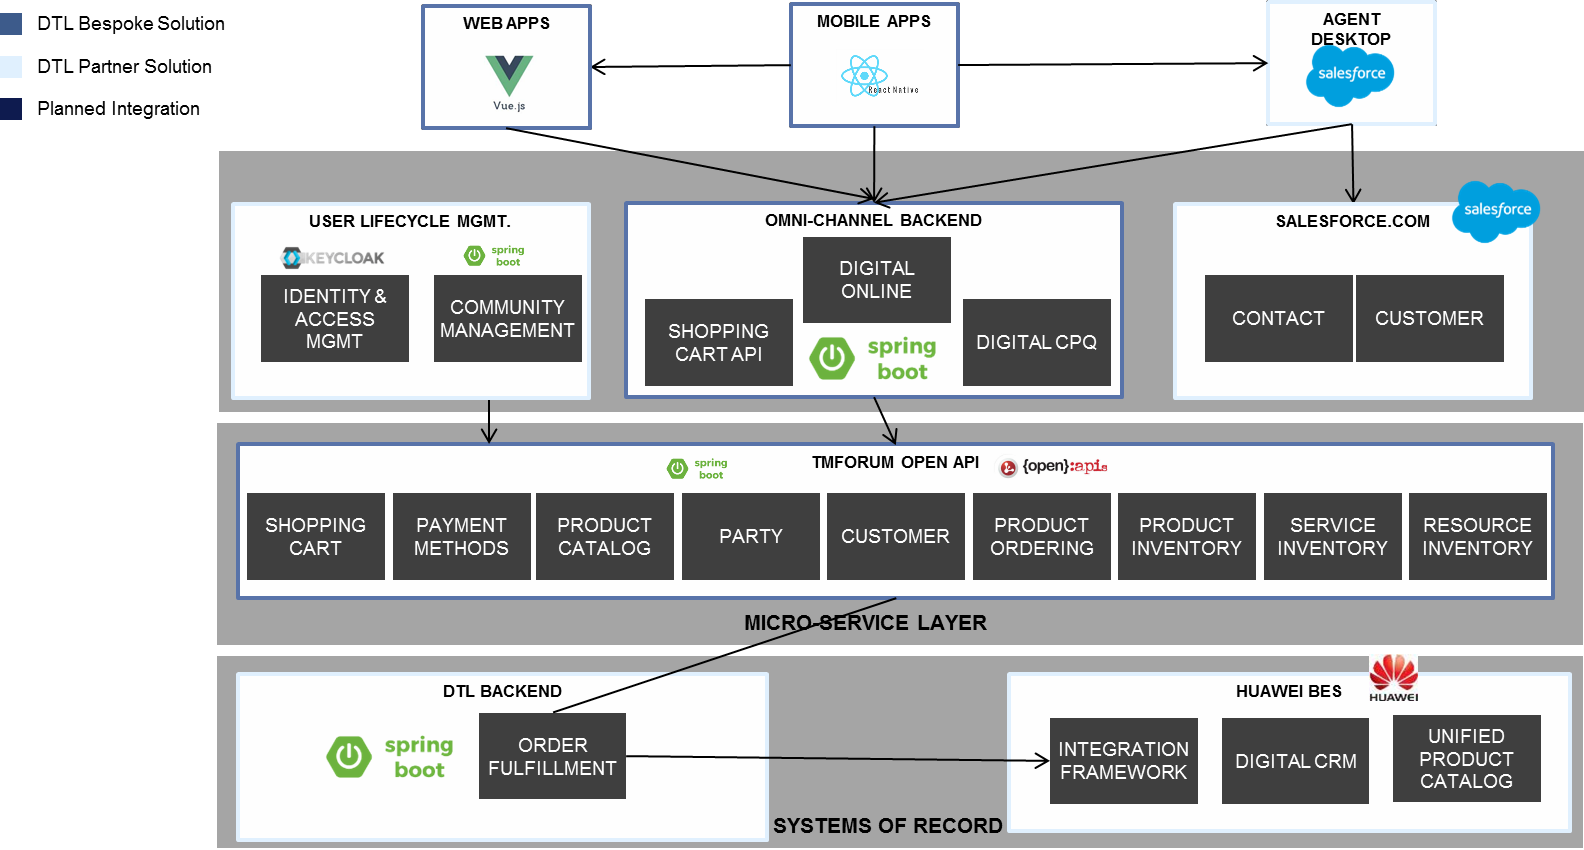 DTL Bespoke Solution
DTL Partner Solution
Planned Integration
WEB APPS
Vue.js
MOBILE APPS
React Native
AGENT
DESKTOP
salesforce
USER LIFECYCLE MGMT.
KEYCLOAK
spring
boot
IDENTITY &
ACCESS
MGMT
COMMUNITY
MANAGEMENT
OMNI-CHANNEL BACKEND
DIGITAL
ONLINE
SHOPPING
CART API
spring
boot
DIGITAL CPQ
SALESFORCE.COM
salesforce
CONTACT
CUSTOMER
spring
boot
TMFORUM OPEN API
{open}:apis
SHOPPING
CART
PAYMENT
METHODS
PRODUCT
CATALOG
PARTY
CUSTOMER
PRODUCT
ORDERING
PRODUCT
INVENTORY
SERVICE
INVENTORY
RESOURCE
INVENTORY
MICRO-SERVICE LAYER
DTL BACKEND
spring
boot
ORDER
FULFILLMENT
HUAWEI BES
HUAWEI
INTEGRATION
FRAMEWORK
DIGITAL CRM
UNIFIED
PRODUCT
CATALOG
SYSTEMS OF RECORD